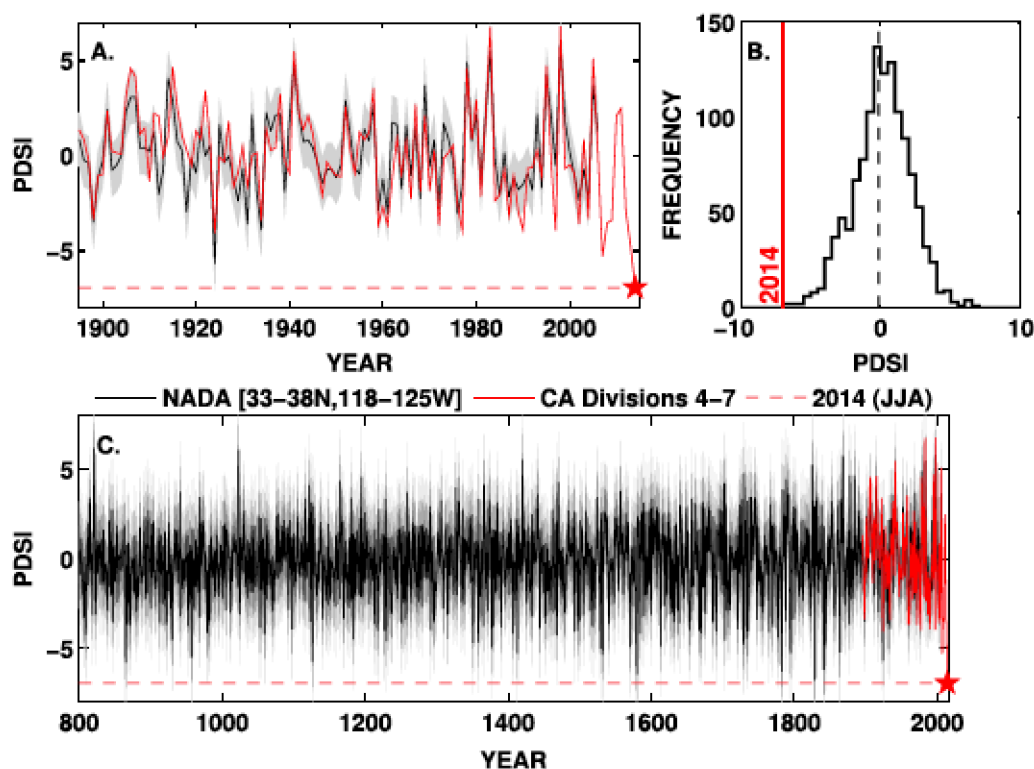 A.
PDSI
5
0
−5
1900 1920 1940 1960 1980 2000
YEAR
B.
FREQUENCY
150
100
50
0
2014
−10 0 10
PDSI
NADA [33−38N,118−125W] CA Divisions 4−7 2014 (JJA)
C.
PDSI
5
0
−5
800 1000 1200 1400 1600 1800 2000
YEAR